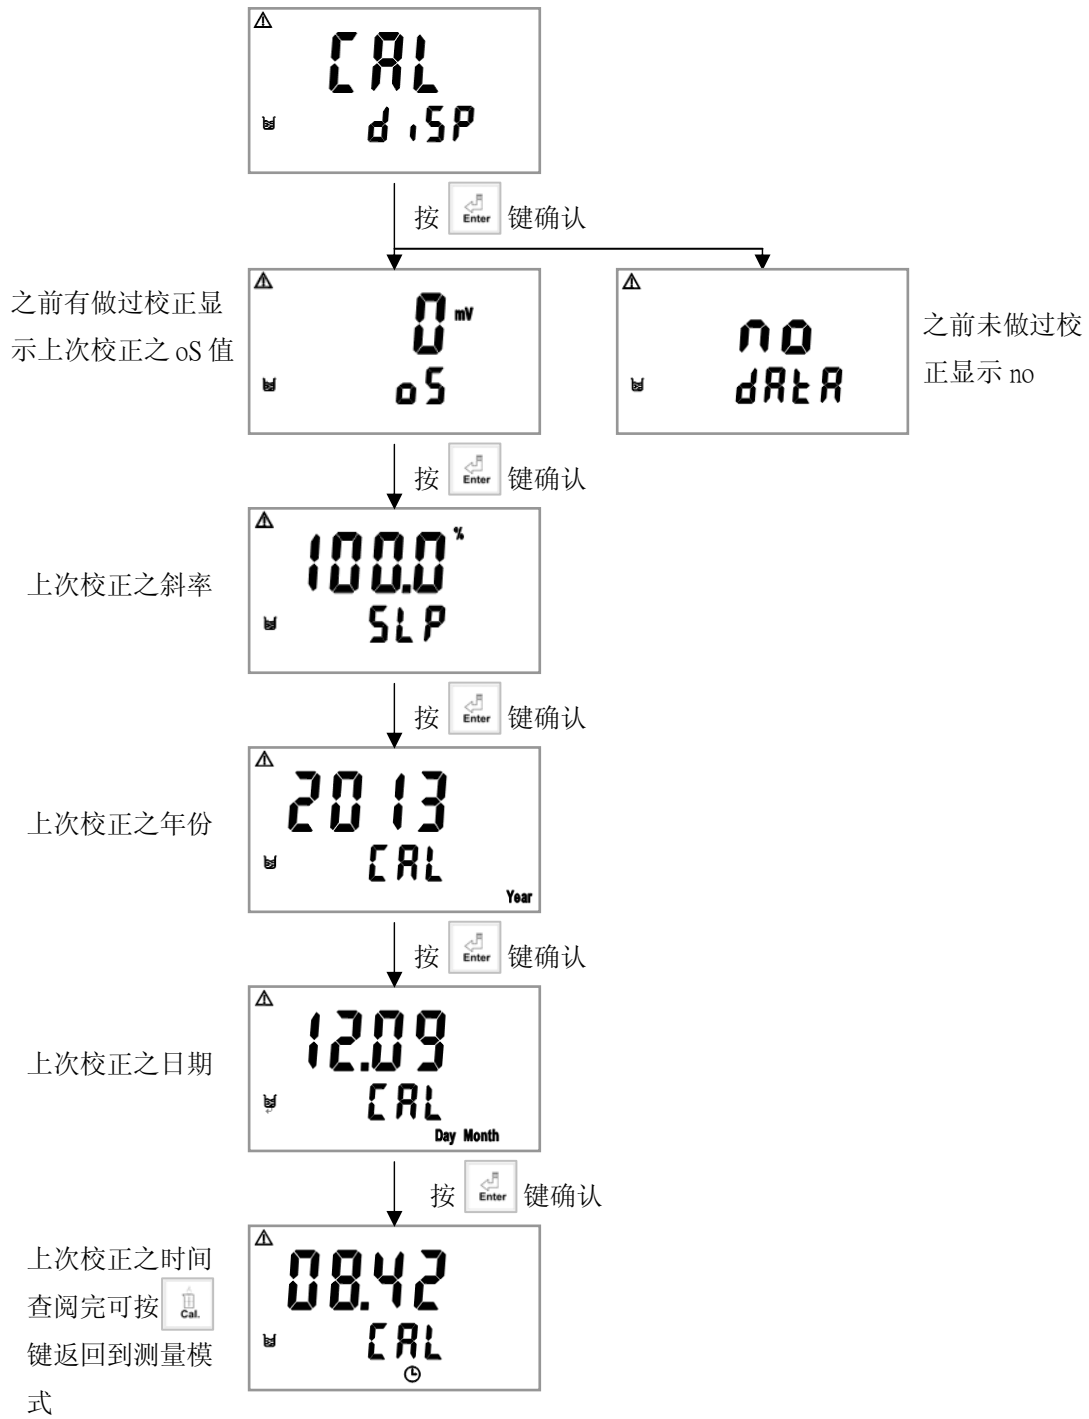 CAL
diSP
按 Enter 键确认
之前有做过校正显
示上次校正之 oS 值
0 mV
oS
no
dAtA
之前未做过校
正显示 no
按 Enter 键确认
上次校正之斜率
100.0 %
SLP
按 Enter 键确认
上次校正之年份
2013
CAL
Year
按 Enter 键确认
上次校正之日期
12.09
CAL
Day Month
按 Enter 键确认
上次校正之时间
查阅完可按 Cal.
键返回到测量模
式
08.42
CAL